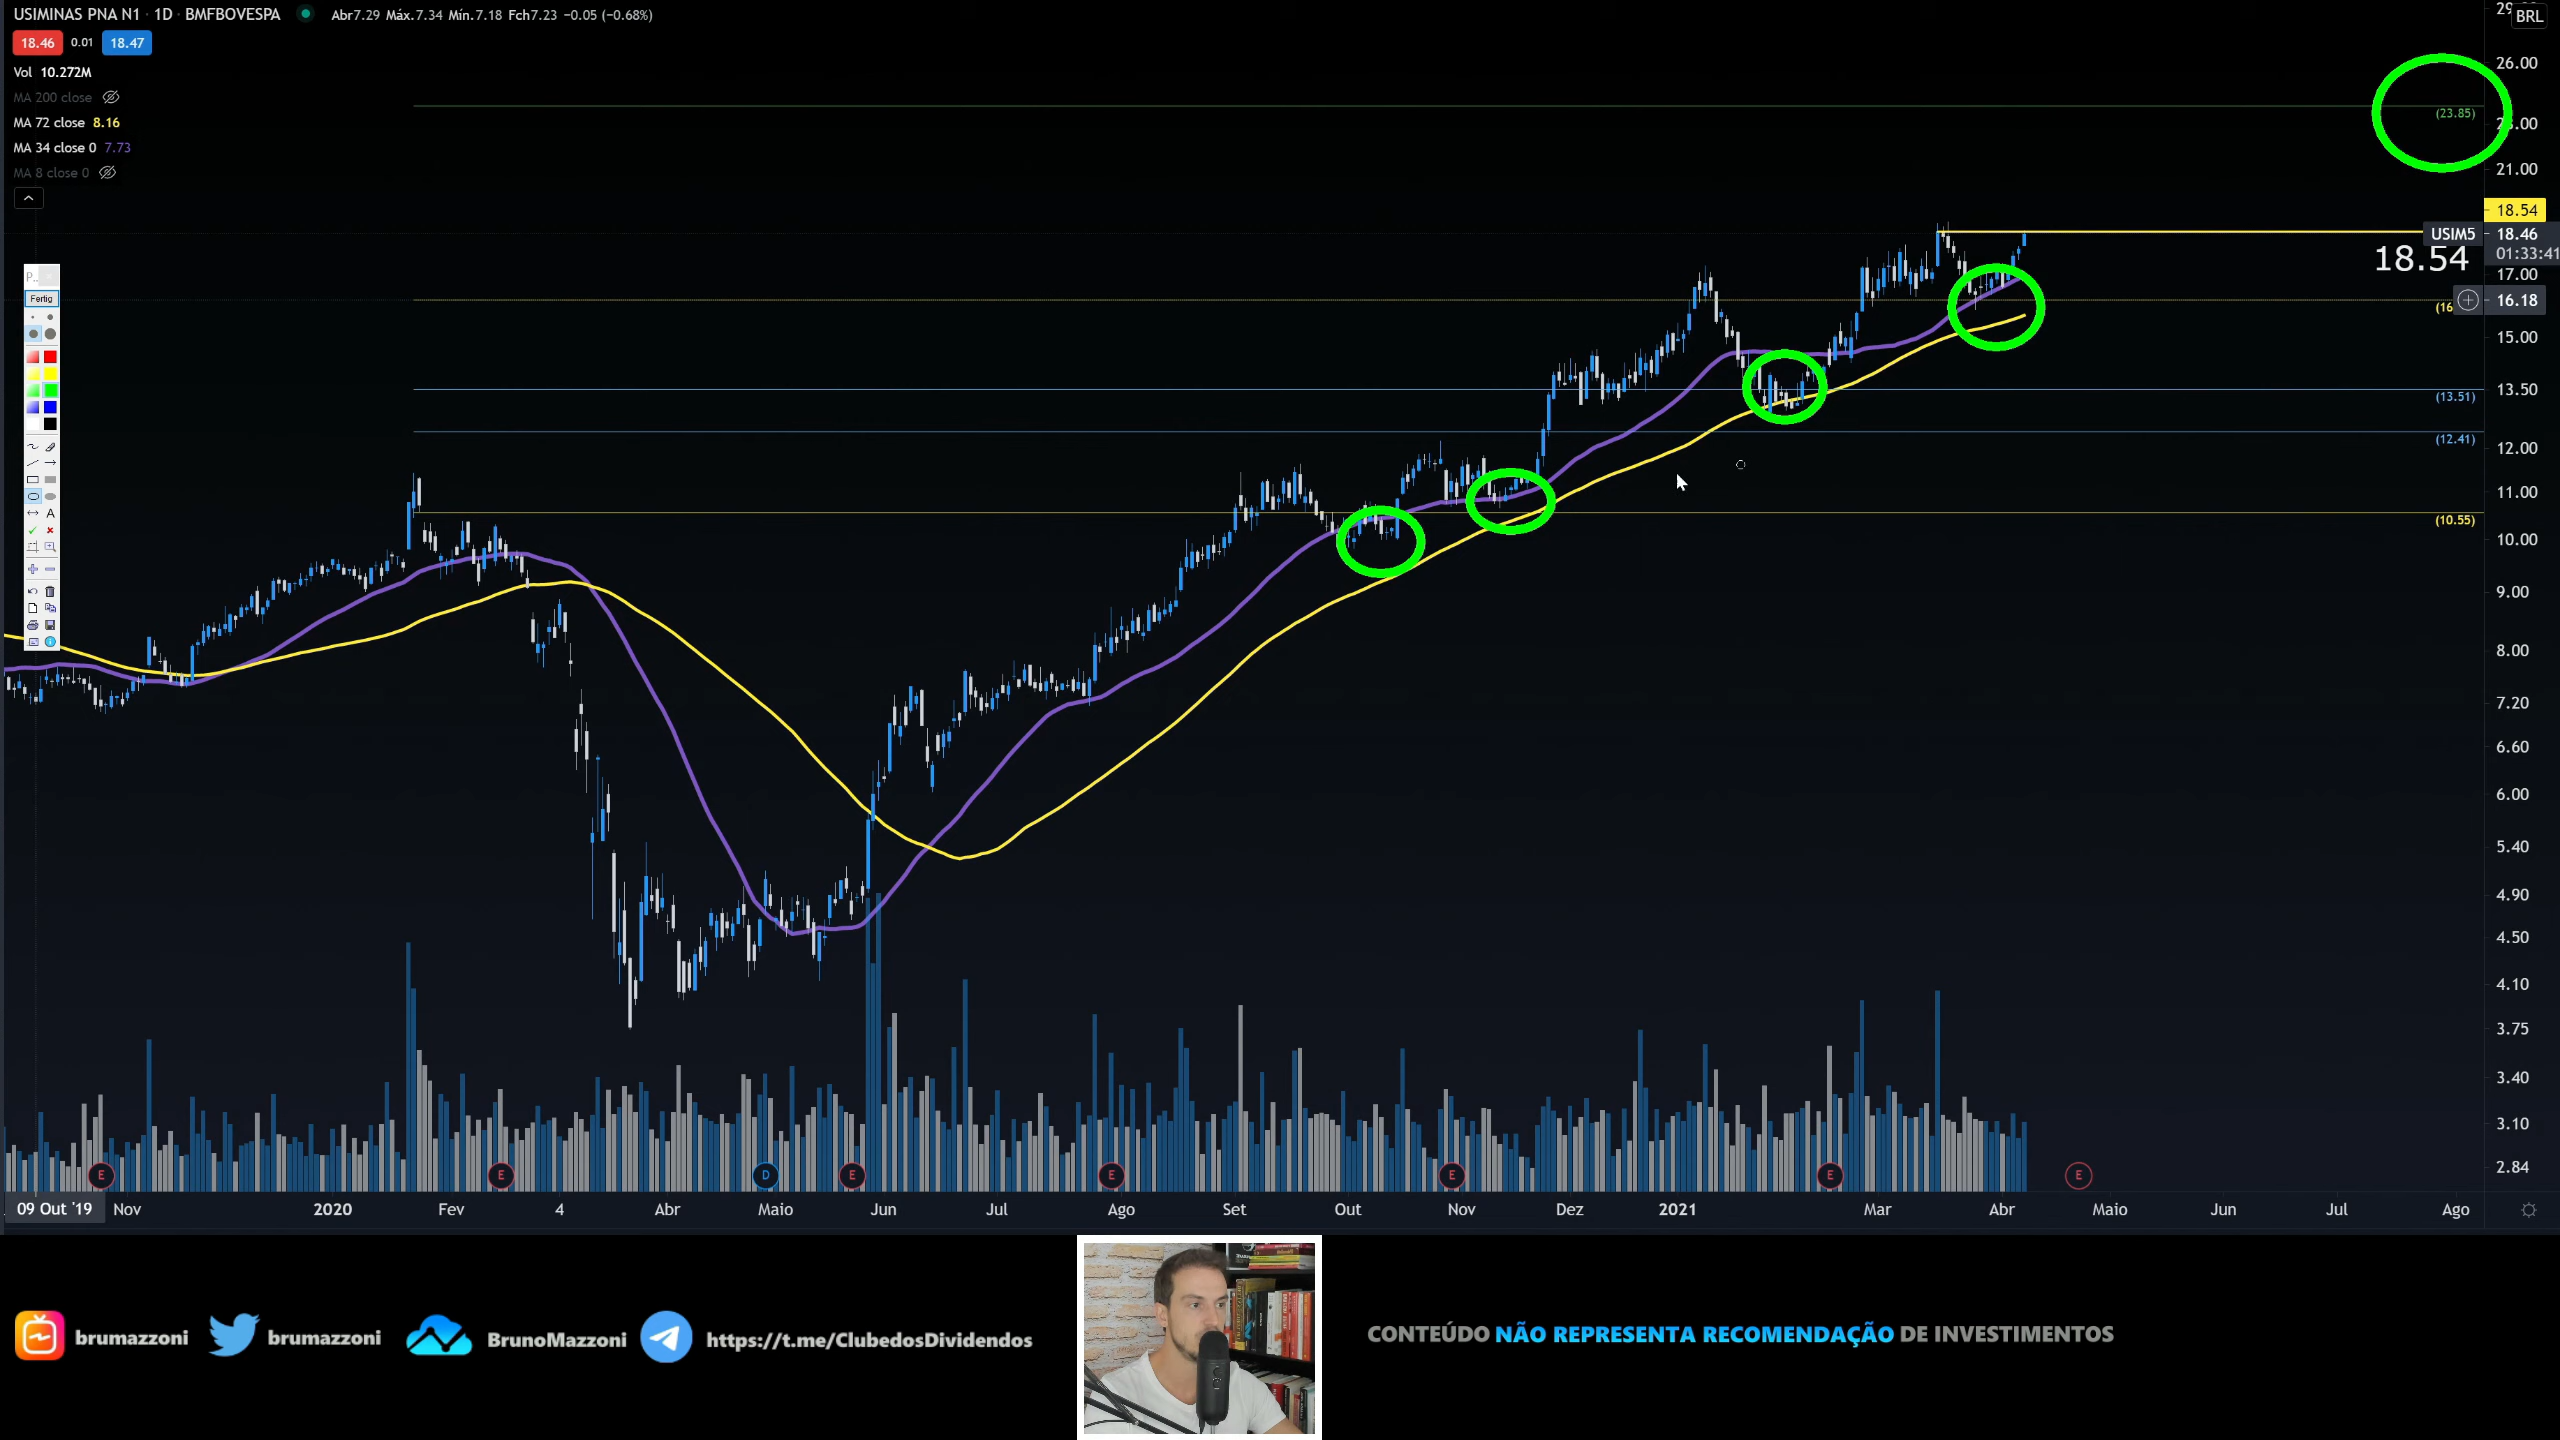 USIMINAS PNA N1 · 1D · BMFBOVESPA Abr7.29 Máx.7.34 Mín.7.18 Fch7.23 −0.05 (−0.68%)
18.46 0.01 18.47
Vol 10.272M
MA 200 close
MA 72 close 8.16
MA 34 close 0 7.73
MA 8 close 0
P..
Fertig
A
BRL
26.00
(23.85)
21.00
18.54
USIM5 18.46
01:33:41
18.54
17.00
(16
16.18
15.00
13.50
(13.51)
(12.41)
12.00
11.00
(10.55)
10.00
9.00
8.00
7.20
6.60
6.00
5.40
4.90
4.50
4.10
3.75
3.40
3.10
2.84
E E D E E E E E
09 Out '19 Nov 2020 Fev 4 Abr Maio Jun Jul Ago Set Out Nov Dez 2021 Mar Abr Maio Jun Jul Ago
brumazzoni brumazzoni BrunoMazzoni https://t.me/ClubedosDividendos
CONTEÚDO NÃO REPRESENTA RECOMENDAÇÃO DE INVESTIMENTOS